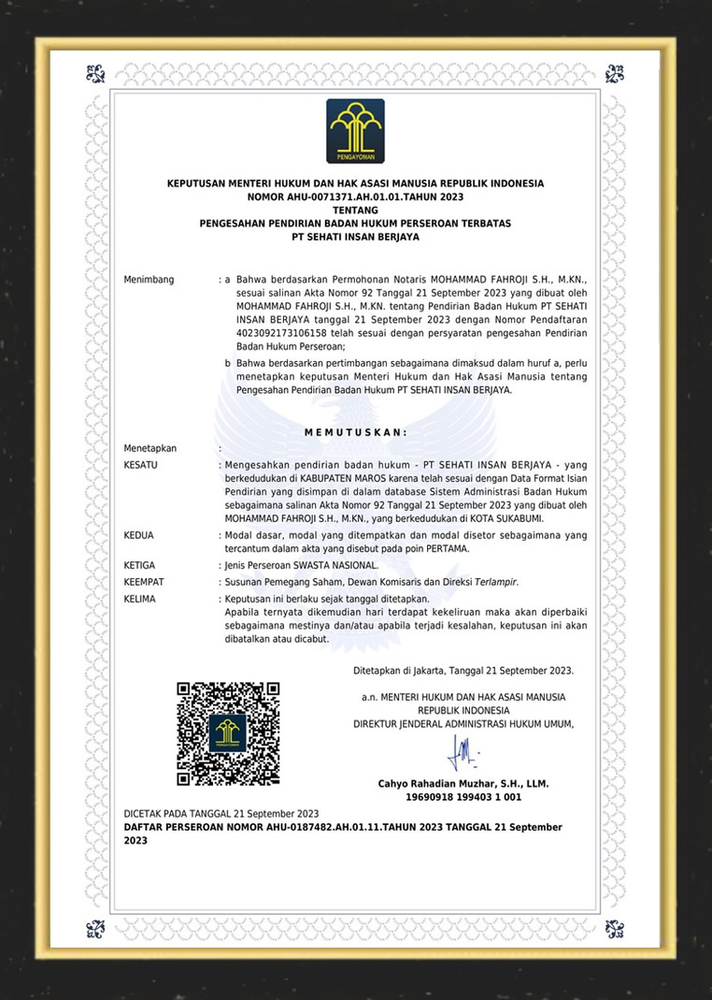 PENGAYOMAN
KEPUTUSAN MENTERI HUKUM DAN HAK ASASI MANUSIA REPUBLIK INDONESIA
NOMOR AHU-0071371.AH.01.01.TAHUN 2023
TENTANG
PENGESAHAN PENDIRIAN BADAN HUKUM PERSEROAN TERBATAS
PT SEHATI INSAN BERJAYA
Menimbang : a Bahwa berdasarkan Permohonan Notaris MOHAMMAD FAHROJI S.H., M.KN.,
sesuai salinan Akta Nomor 92 Tanggal 21 September 2023 yang dibuat oleh
MOHAMMAD FAHROJI S.H., M.KN. tentang Pendirian Badan Hukum PT SEHATI
INSAN BERJAYA tanggal 21 September 2023 dengan Nomor Pendaftaran
4023092173106158 telah sesuai dengan persyaratan pengesahan Pendirian
Badan Hukum Perseroan;
b Bahwa berdasarkan pertimbangan sebagaimana dimaksud dalam huruf a, perlu
menetapkan keputusan Menteri Hukum dan Hak Asasi Manusia tentang
Pengesahan Pendirian Badan Hukum PT SEHATI INSAN BERJAYA.
M E M U T U S K A N :
Menetapkan :
KESATU : Mengesahkan pendirian badan hukum - PT SEHATI INSAN BERJAYA - yang
berkedudukan di KABUPATEN MAROS karena telah sesuai dengan Data Format Isian
Pendirian yang disimpan di dalam database Sistem Administrasi Badan Hukum
sebagaimana salinan Akta Nomor 92 Tanggal 21 September 2023 yang dibuat oleh
MOHAMMAD FAHROJI S.H., M.KN., yang berkedudukan di KOTA SUKABUMI.
KEDUA : Modal dasar, modal yang ditempatkan dan modal disetor sebagaimana yang
tercantum dalam akta yang disebut pada poin PERTAMA.
KETIGA : Jenis Perseroan SWASTA NASIONAL.
KEEMPAT : Susunan Pemegang Saham, Dewan Komisaris dan Direksi Terlampir.
KELIMA : Keputusan ini berlaku sejak tanggal ditetapkan.
Apabila ternyata dikemudian hari terdapat kekeliruan maka akan diperbaiki
sebagaimana mestinya dan/atau apabila terjadi kesalahan, keputusan ini akan
dibatalkan atau dicabut.
Ditetapkan di Jakarta, Tanggal 21 September 2023.
a.n. MENTERI HUKUM DAN HAK ASASI MANUSIA
REPUBLIK INDONESIA
DIREKTUR JENDERAL ADMINISTRASI HUKUM UMUM,
PENGAYOMAN
Cahyo Rahadian Muzhar, S.H., LLM.
19690918 199403 1 001
DICETAK PADA TANGGAL 21 September 2023
DAFTAR PERSEROAN NOMOR AHU-0187482.AH.01.11.TAHUN 2023 TANGGAL 21 September
2023